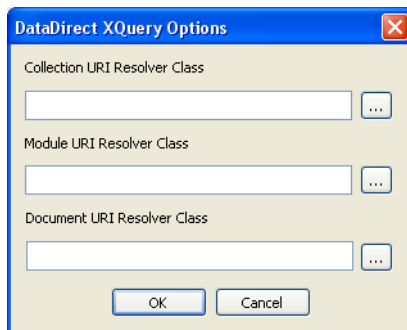 DataDirect XQuery Options
Collection URI Resolver Class
...
Module URI Resolver Class
...
Document URI Resolver Class
...
OK Cancel